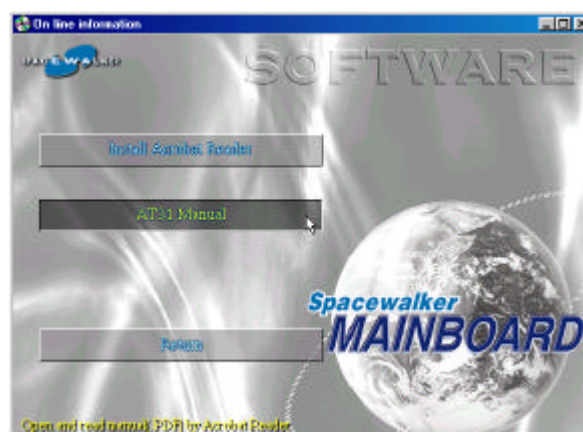 On line information
SPACEWALKER
SOFTWARE
Install Acrobat Reader
AT31 Manual
Spacewalker
MAINBOARD
Return
Open and read manual( PDF) by Acrobat Reader